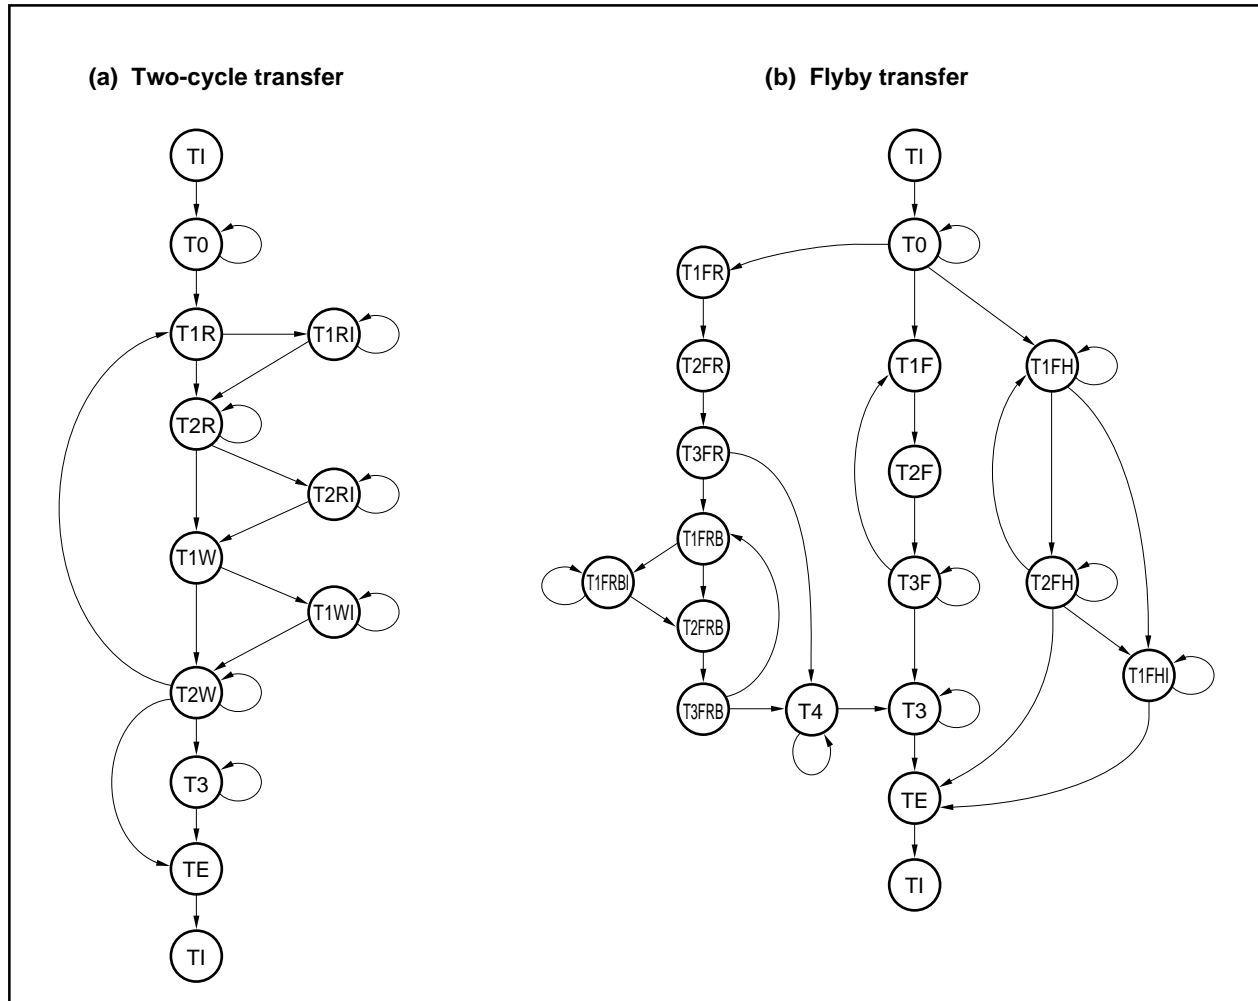 (a) Two-cycle transfer
TI
T0
T1R
T1RI
T2R
T2RI
T1W
T1WI
T2W
T3
TE
TI
(b) Flyby transfer
TI
T0
T1FR
T2FR
T1F
T1FH
T3FR
T2F
T1FRB
T1FRBI
T3F
T2FH
T2FRB
T1FHI
T3FRB
T4
T3
TE
TI